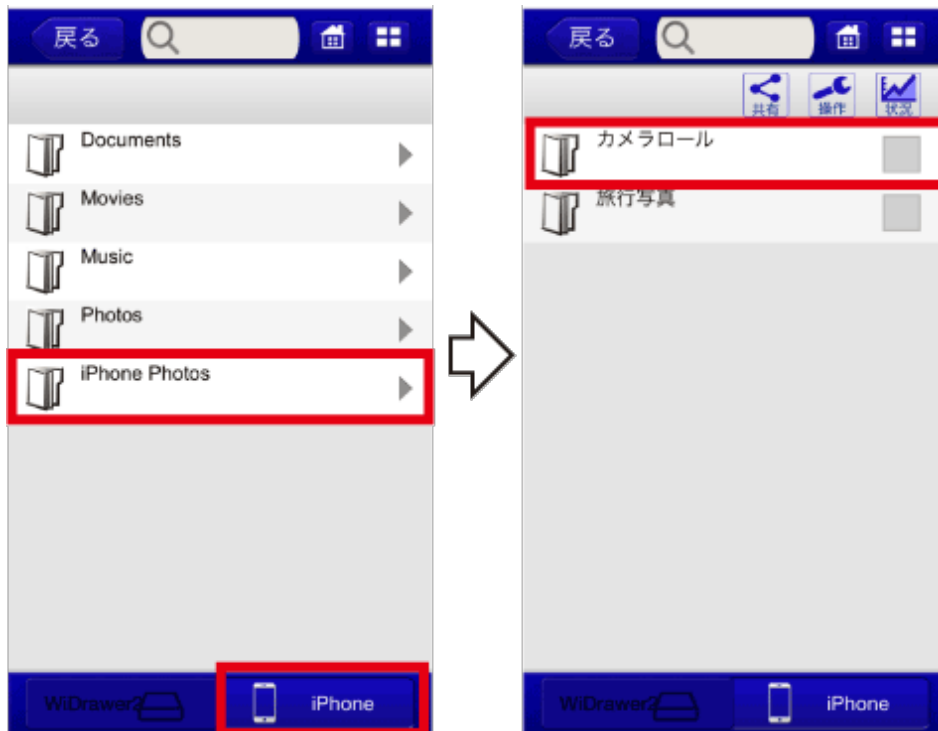 戻る
Documents
Movies
Music
Photos
iPhone Photos
WiDrawer2
iPhone
戻る
共有 操作 状況
カメラロール
旅行写真
WiDrawer2
iPhone